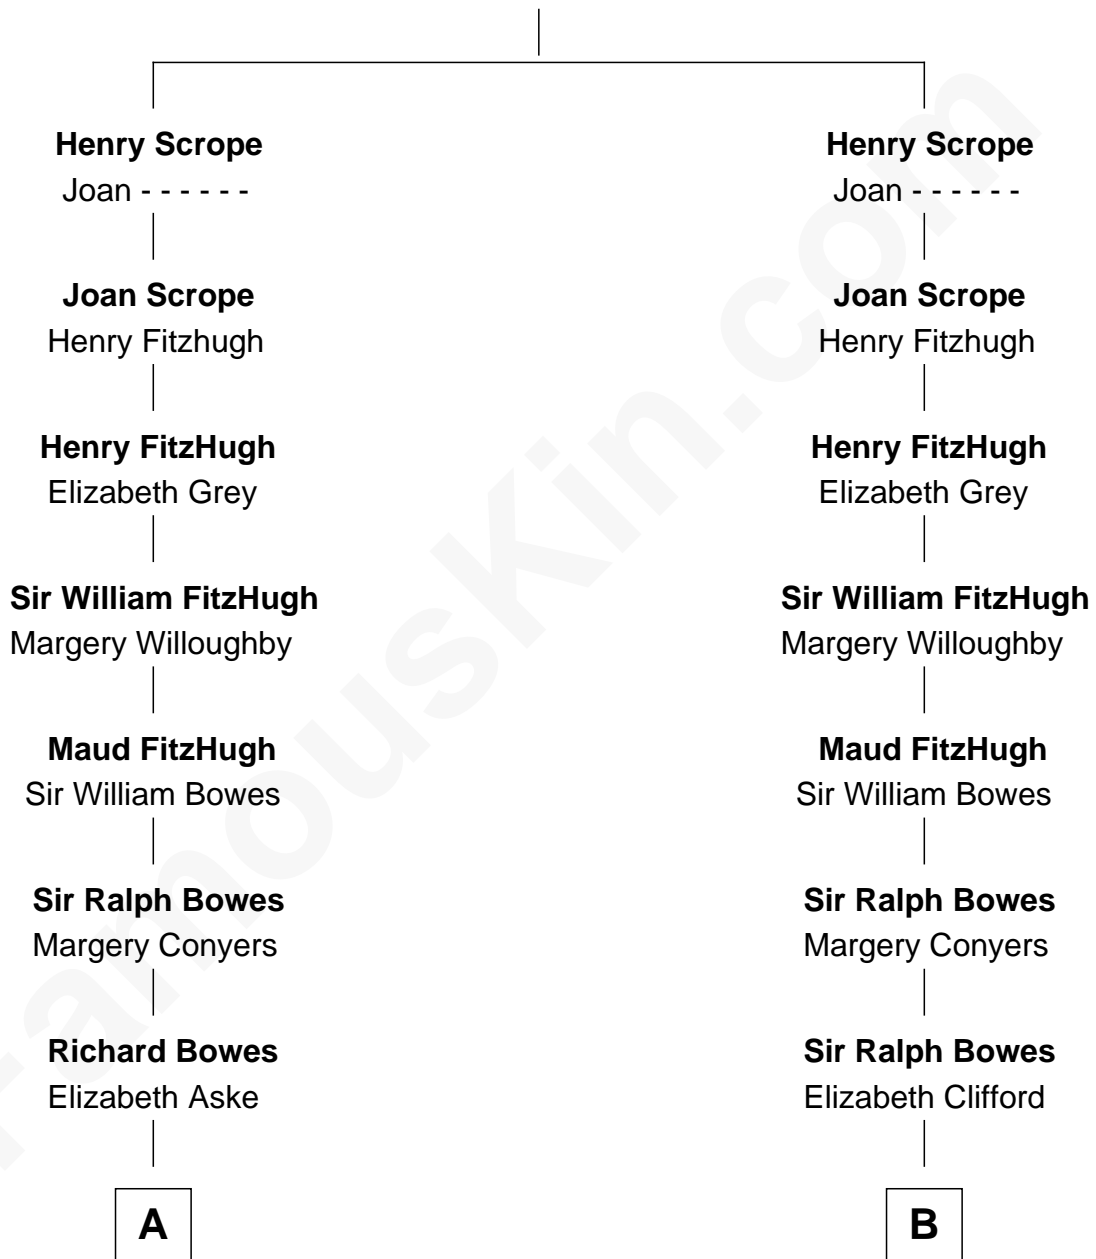 Henry Scrope
Joan - - - - - -
Joan Scrope
Henry Fitzhugh
Henry FitzHugh
Elizabeth Grey
Sir William FitzHugh
Margery Willoughby
Maud FitzHugh
Sir William Bowes
Sir Ralph Bowes
Margery Conyers
Richard Bowes
Elizabeth Aske
A
Henry Scrope
Joan - - - - - -
Joan Scrope
Henry Fitzhugh
Henry FitzHugh
Elizabeth Grey
Sir William FitzHugh
Margery Willoughby
Maud FitzHugh
Sir William Bowes
Sir Ralph Bowes
Margery Conyers
Sir Ralph Bowes
Elizabeth Clifford
B
FamousKin.com